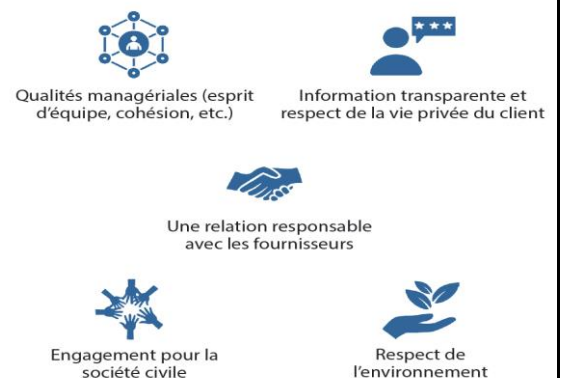 Qualités managériales (esprit
d'équipe, cohésion, etc.)
Information transparente et
respect de la vie privée du client
Une relation responsable
avec les fournisseurs
Engagement pour la
société civile
Respect de
l'environnement